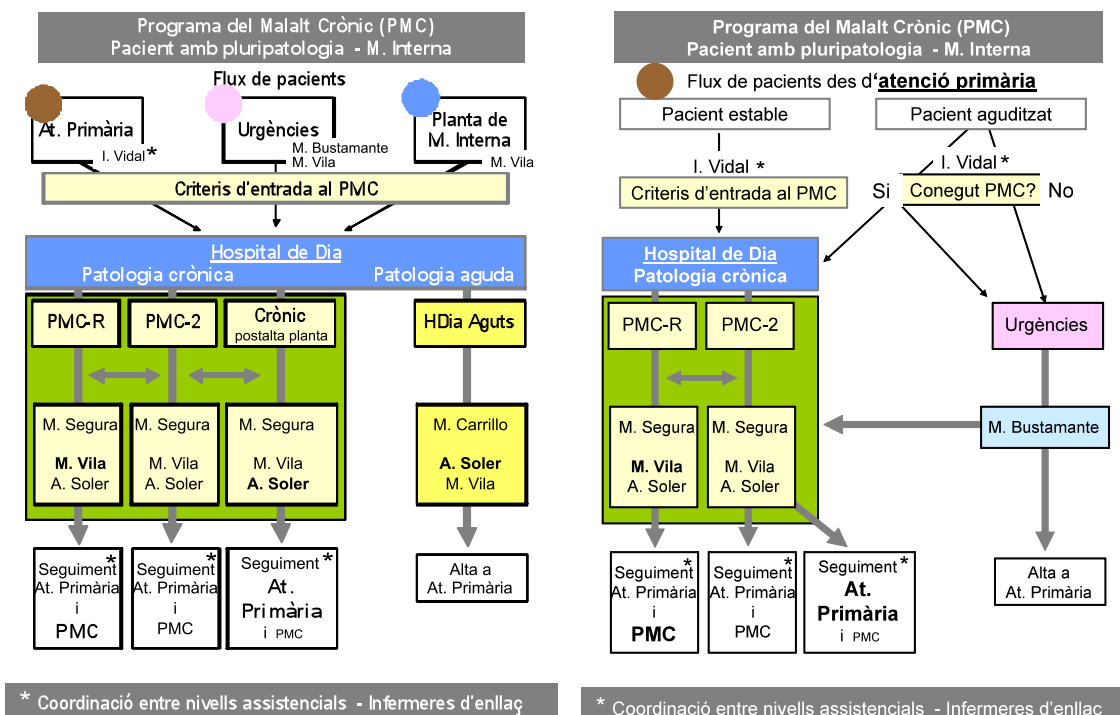 Programa del Malalt Crònic (PMC)
Pacient amb pluripatologia - M. Interna
Flux de pacients
At. Primària
I. Vidal *
Urgències
M. Bustamante
M. Vila
Planta de
M. Interna
M. Vila
Criteris d'entrada al PMC
Hospital de Dia
Patologia crònica
Patologia aguda
PMC-R
PMC-2
Crònic
postalta planta
HDia Aguts
M. Segura
M. Vila
A. Soler
M. Segura
M. Vila
A. Soler
M. Segura
M. Vila
A. Soler
M. Carrillo
A. Soler
M. Vila
Seguiment *
At. Primària
i
PMC
Seguiment *
At. Primària
i
PMC
Seguiment *
At.
Primària
i PMC
Alta a
At. Primària
* Coordinació entre nivells assistencials - Infermeres d'enllaç
Programa del Malalt Crònic (PMC)
Pacient amb pluripatologia - M. Interna
Flux de pacients des d'atenció primària
Pacient estable
Pacient aguditzat
I. Vidal *
I. Vidal *
Criteris d'entrada al PMC
Si
Conegut PMC?
No
Hospital de Dia
Patologia crònica
PMC-R
PMC-2
Urgències
M. Segura
M. Vila
A. Soler
M. Segura
M. Vila
A. Soler
M. Bustamante
Seguiment *
At. Primària
i
PMC
Seguiment *
At. Primària
i
PMC
Seguiment *
At.
Primària
i PMC
Alta a
At. Primària
* Coordinació entre nivells assistencials - Infermeres d'enllaç